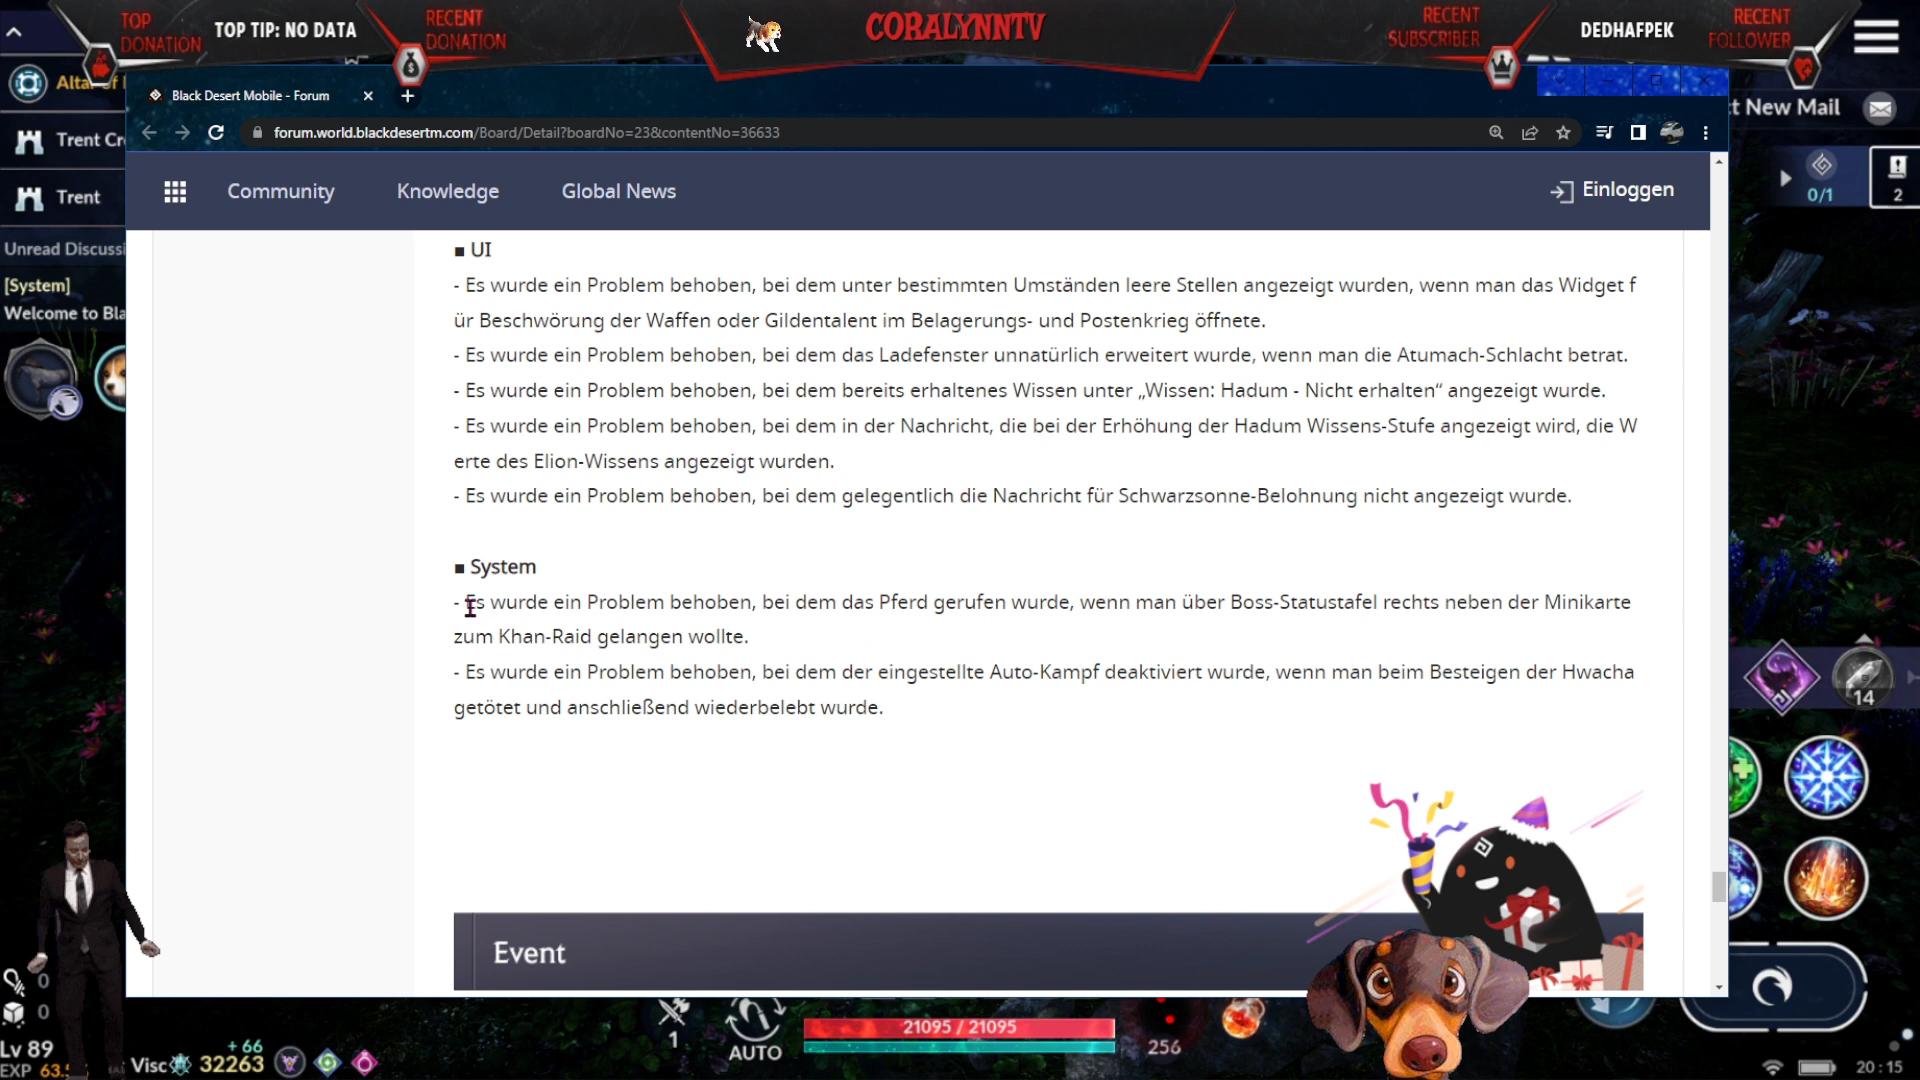 TOP DONATION
TOP TIP: NO DATA
RECENT DONATION
CORALYNNTV
RECENT SUBSCRIBER
DEDHAFPEK
RECENT FOLLOWER
Black Desert Mobile - Forum
forum.world.blackdesertm.com/Board/Detail?boardNo=23&contentNo=36633
Community
Knowledge
Global News
Einloggen
■ UI
- Es wurde ein Problem behoben, bei dem unter bestimmten Umständen leere Stellen angezeigt wurden, wenn man das Widget f
ür Beschwörung der Waffen oder Gildentalent im Belagerungs- und Postenkrieg öffnete.
- Es wurde ein Problem behoben, bei dem das Ladefenster unnatürlich erweitert wurde, wenn man die Atumach-Schlacht betrat.
- Es wurde ein Problem behoben, bei dem bereits erhaltenes Wissen unter „Wissen: Hadum - Nicht erhalten“ angezeigt wurde.
- Es wurde ein Problem behoben, bei dem in der Nachricht, die bei der Erhöhung der Hadum Wissens-Stufe angezeigt wird, die W
erte des Elion-Wissens angezeigt wurden.
- Es wurde ein Problem behoben, bei dem gelegentlich die Nachricht für Schwarzsonne-Belohnung nicht angezeigt wurde.
■ System
- Es wurde ein Problem behoben, bei dem das Pferd gerufen wurde, wenn man über Boss-Statustafel rechts neben der Minikarte
zum Khan-Raid gelangen wollte.
- Es wurde ein Problem behoben, bei dem der eingestellte Auto-Kampf deaktiviert wurde, wenn man beim Besteigen der Hwacha
getötet und anschließend wiederbelebt wurde.
Event
Trent Cr
Trent
Unread Discussi
[System]
Welcome to Bla
t New Mail
0/1
2
14
0
0
Lv 89
EXP 63.
+ 66
Visc 32263
1
AUTO
21095 / 21095
256
20:15